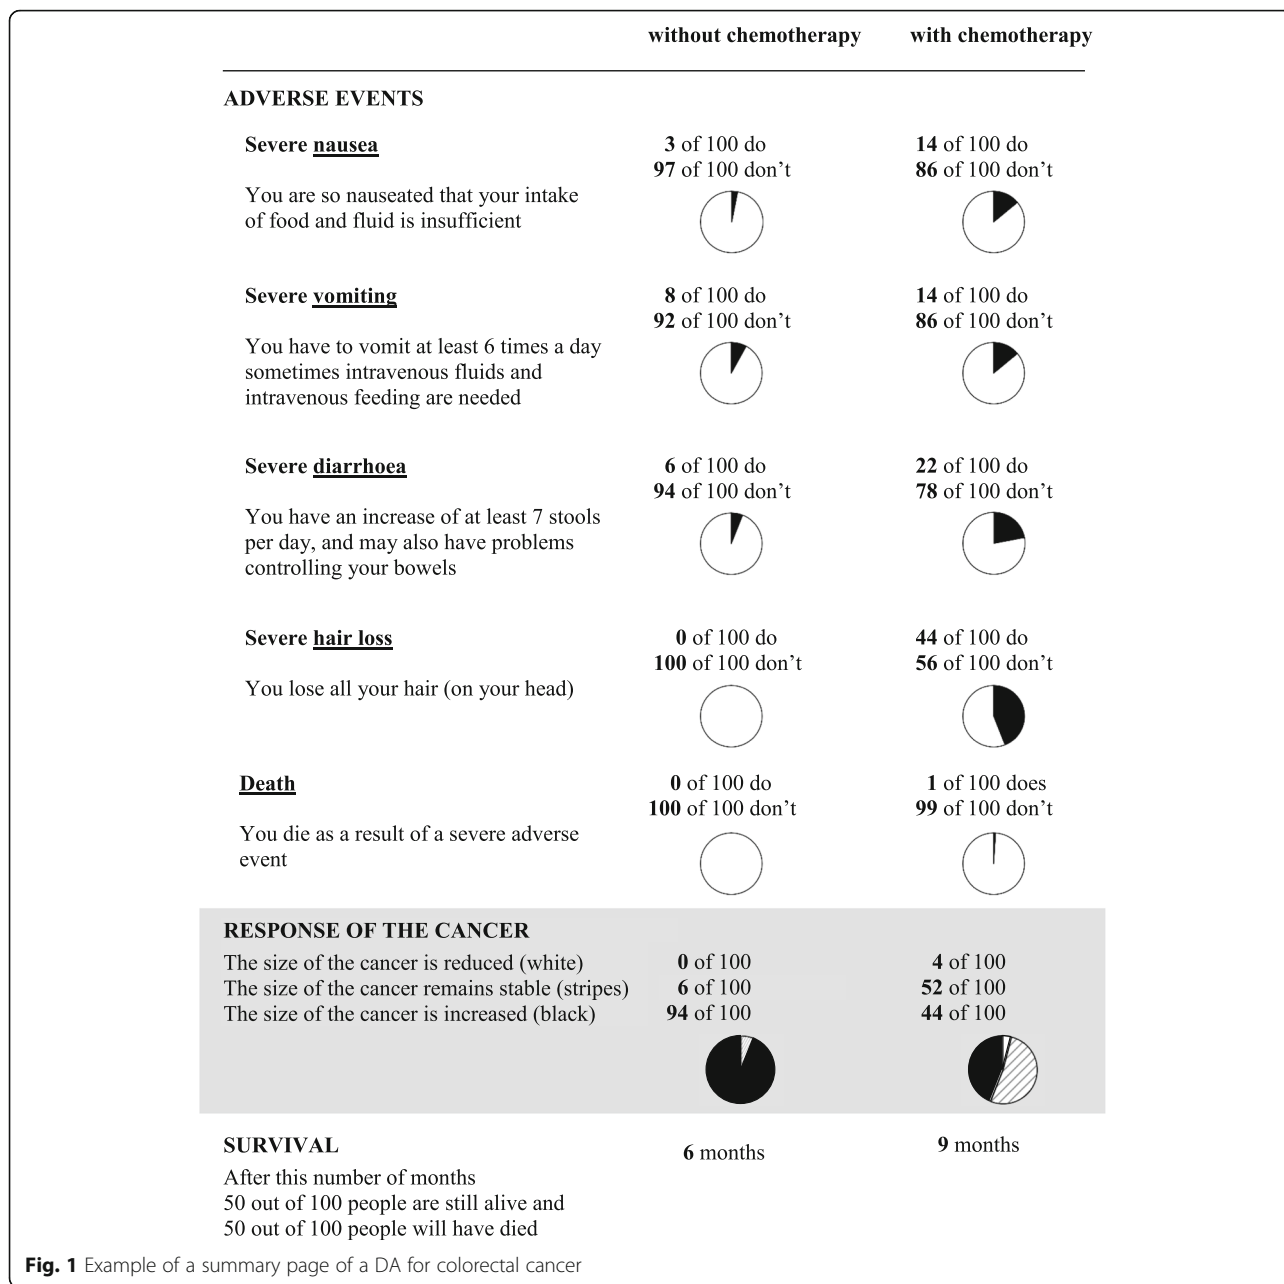 without chemotherapy with chemotherapy
ADVERSE EVENTS
Severe nausea 3 of 100 do 14 of 100 do
97 of 100 don't 86 of 100 don't
You are so nauseated that your intake
of food and fluid is insufficient
Severe vomiting 8 of 100 do 14 of 100 do
92 of 100 don't 86 of 100 don't
You have to vomit at least 6 times a day
sometimes intravenous fluids and
intravenous feeding are needed
Severe diarrhoea 6 of 100 do 22 of 100 do
94 of 100 don't 78 of 100 don't
You have an increase of at least 7 stools
per day, and may also have problems
controlling your bowels
Severe hair loss 0 of 100 do 44 of 100 do
100 of 100 don't 56 of 100 don't
You lose all your hair (on your head)
Death 0 of 100 do 1 of 100 does
100 of 100 don't 99 of 100 don't
You die as a result of a severe adverse
event
RESPONSE OF THE CANCER
The size of the cancer is reduced (white) 0 of 100 4 of 100
The size of the cancer remains stable (stripes) 6 of 100 52 of 100
The size of the cancer is increased (black) 94 of 100 44 of 100
SURVIVAL 6 months 9 months
After this number of months
50 out of 100 people are still alive and
50 out of 100 people will have died
Fig. 1 Example of a summary page of a DA for colorectal cancer